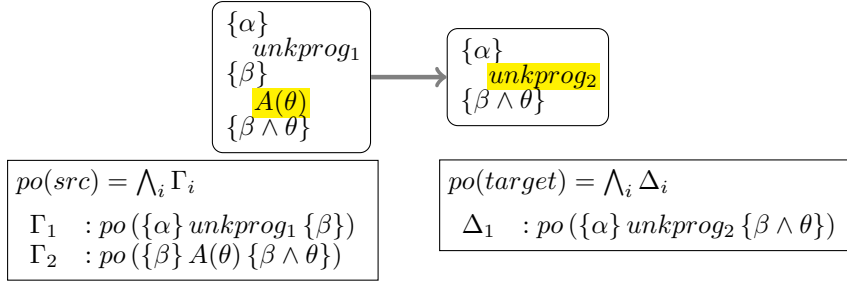 {α}
unkprog₁
{β}
A(θ)
{β ∧ θ}
{α}
unkprog₂
{β ∧ θ}
po(src) = ⋀ᵢ Γᵢ
Γ₁ : po ({α} unkprog₁ {β})
Γ₂ : po ({β} A(θ) {β ∧ θ})
po(target) = ⋀ᵢ Δᵢ
Δ₁ : po ({α} unkprog₂ {β ∧ θ})